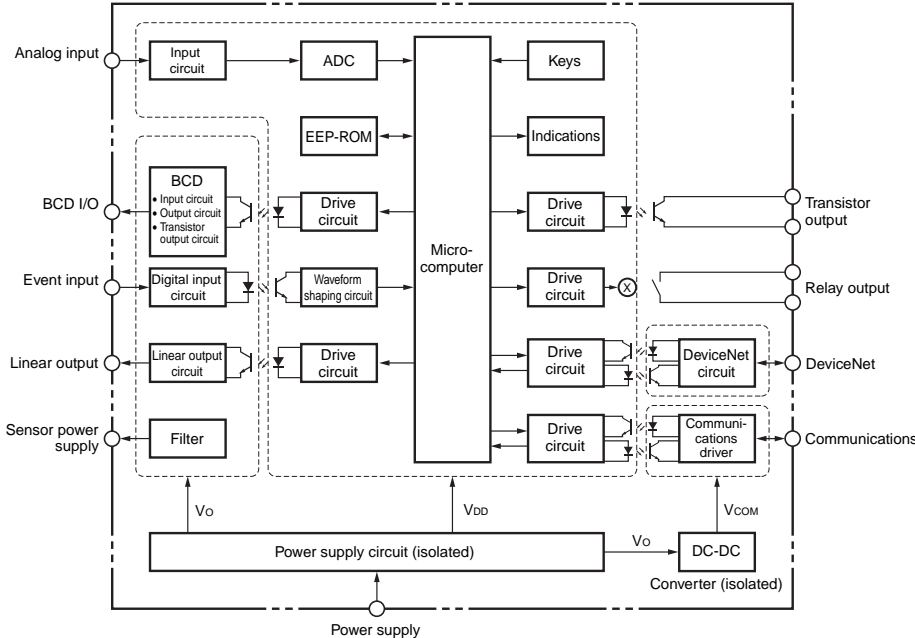 Analog input
Input
circuit
ADC
Keys
EEP-ROM
Indications
BCD I/O
BCD
• Input circuit
• Output circuit
• Transistor
output circuit
Drive
circuit
Micro-
computer
Drive
circuit
Transistor
output
Event input
Digital input
circuit
Waveform
shaping circuit
Drive
circuit
X
Relay output
Linear output
Linear output
circuit
Drive
circuit
Drive
circuit
DeviceNet
circuit
DeviceNet
Sensor power
supply
Filter
Drive
circuit
Communi-
cations
driver
Communications
VO
VDD
VCOM
Power supply circuit (isolated)
VO
DC-DC
Converter (isolated)
Power supply